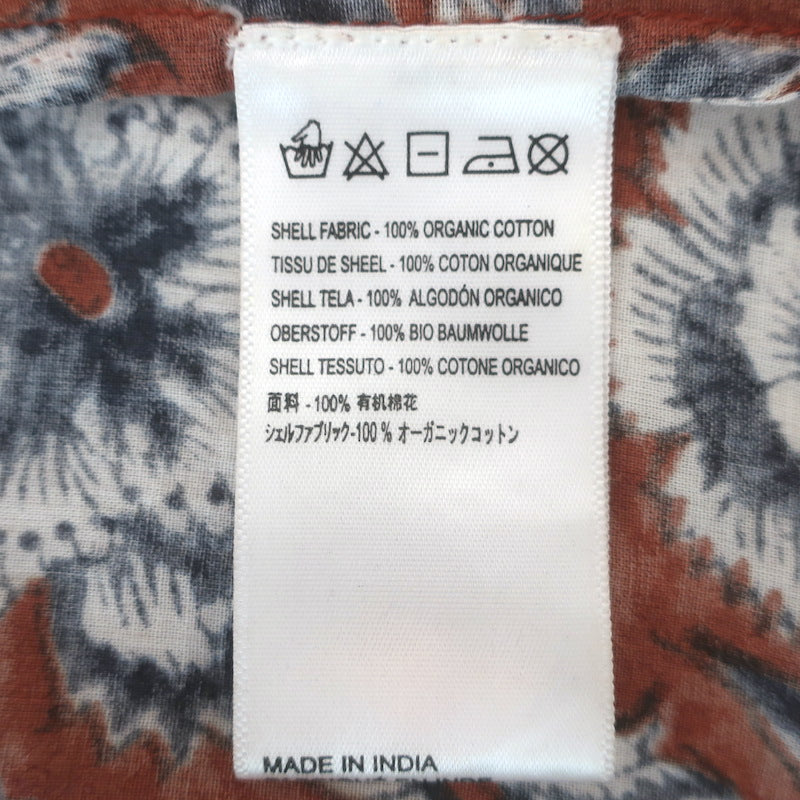 SHELL FABRIC - 100% ORGANIC COTTON
TISSU DE SHEEL - 100% COTON ORGANIQUE
SHELL TELA - 100% ALGODÓN ORGANICO
OBERSTOFF - 100% BIO BAUMWOLLE
SHELL TESSUTO - 100% COTONE ORGANICO
面料 - 100% 有机棉花
シェルファブリック-100 % オーガニックコットン
MADE IN INDIA